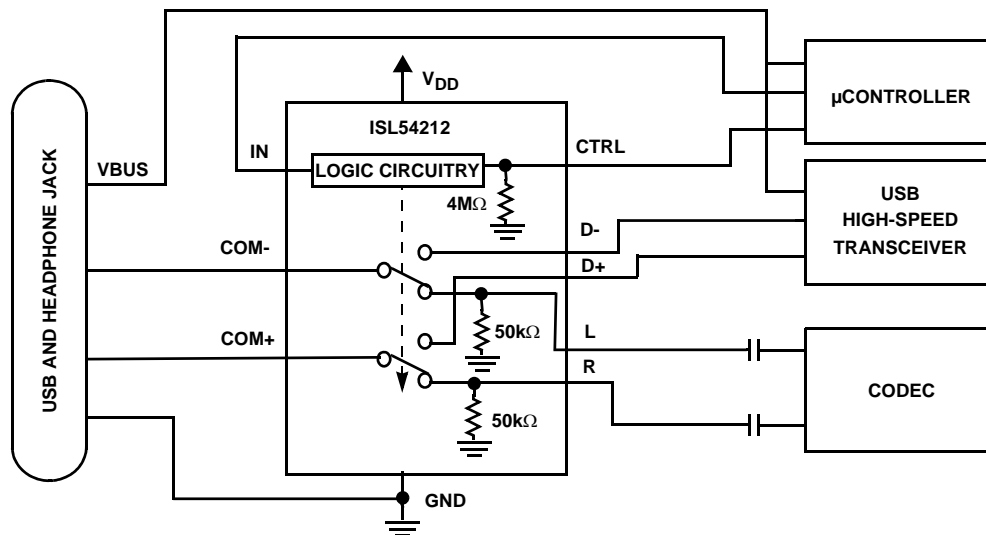 V_DD
µCONTROLLER
ISL54212
IN
CTRL
VBUS
LOGIC CIRCUITRY
4MΩ
USB
HIGH-SPEED
TRANSCEIVER
D-
COM-
D+
USB AND HEADPHONE JACK
50kΩ
L
COM+
R
CODEC
50kΩ
GND